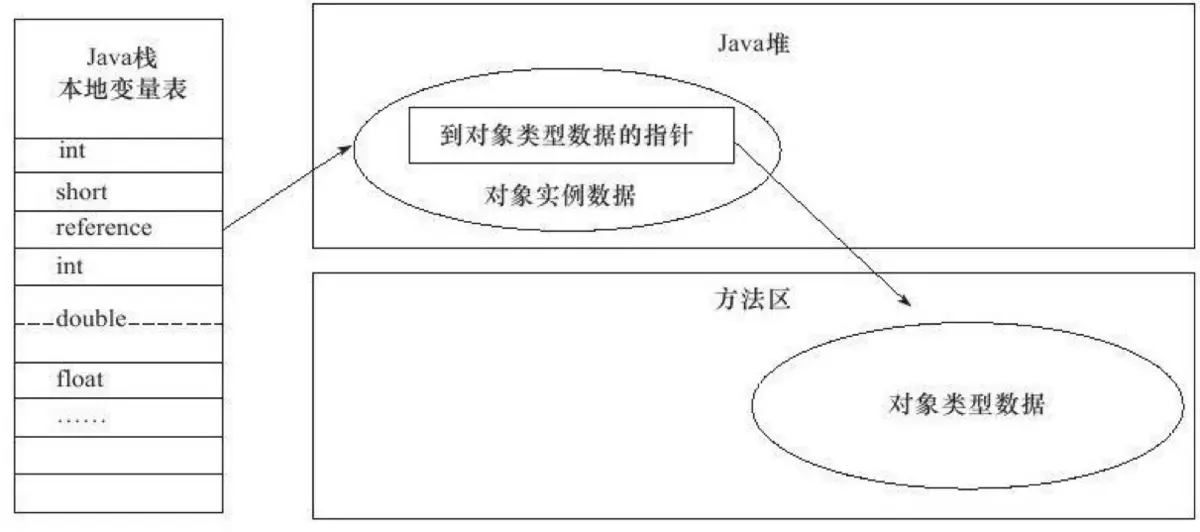 Java栈
本地变量表
int
short
reference
int
double
float
……
Java堆
到对象类型数据的指针
对象实例数据
方法区
对象类型数据